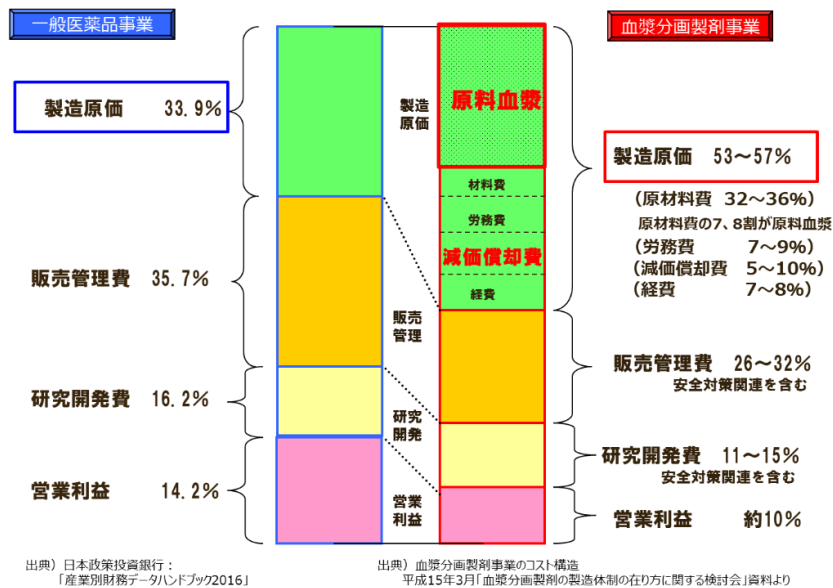 一般医薬品事業
血漿分画製剤事業
製造原価 33.9%
販売管理費 35.7%
研究開発費 16.2%
営業利益 14.2%
製造
原価
販売
管理
研究
開発
営業
利益
原料血漿
材料費
労務費
減価償却費
経費
製造原価 53～57%
（原材料費 32～36%）
原材料費の7、8割が原料血漿
（労務費 7～9%）
（減価償却費 5～10%）
（経費 7～8%）
販売管理費 26～32%
安全対策関連を含む
研究開発費 11～15%
安全対策関連を含む
営業利益 約10%
出典）日本政策投資銀行：
「産業別財務データハンドブック2016」
出典）血漿分画製剤事業のコスト構造
平成15年3月「血漿分画製剤の製造体制の在り方に関する検討会」資料より